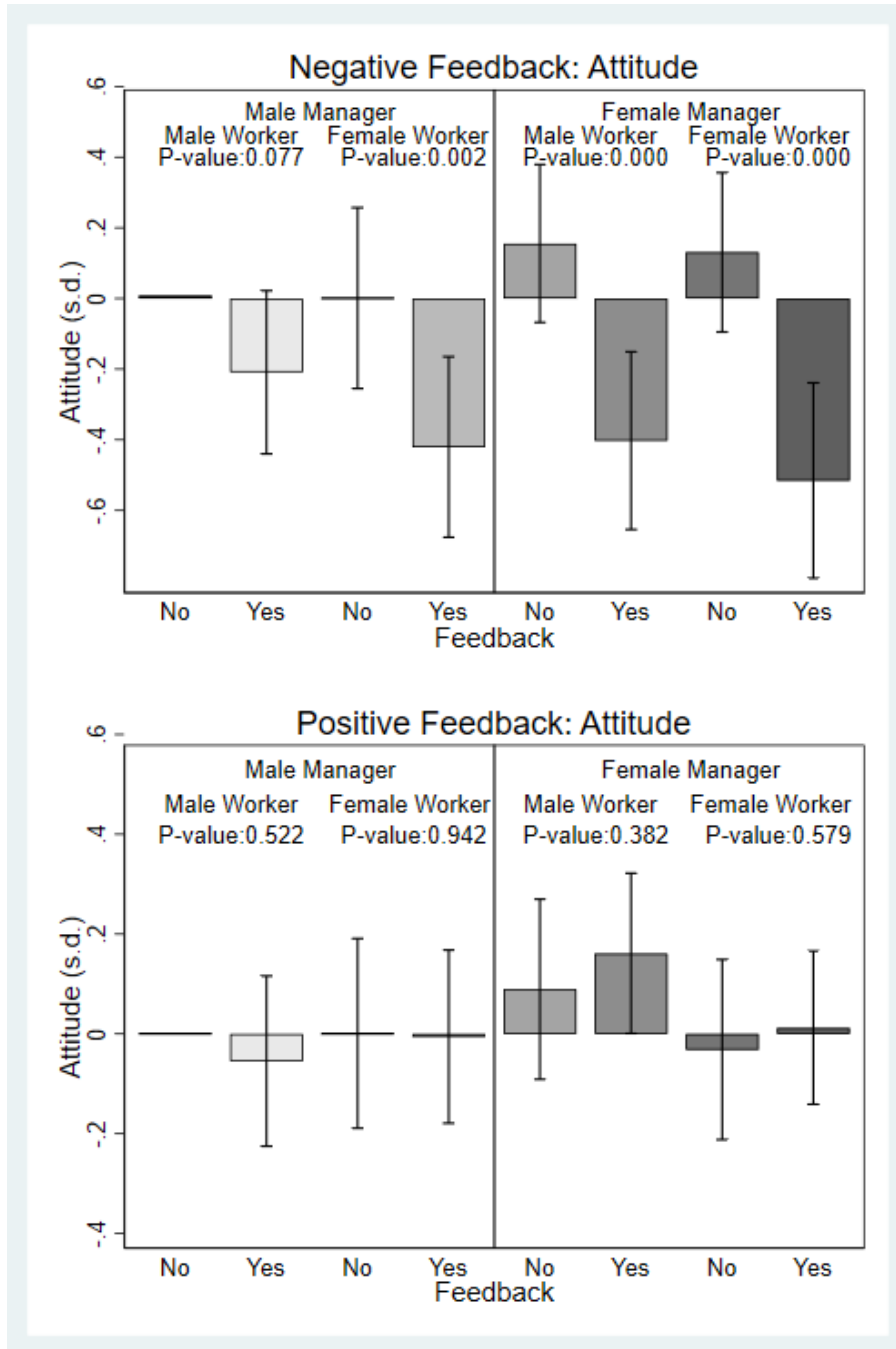 Negative Feedback: Attitude
Male Manager
Female Manager
Male Worker Female Worker
Male Worker Female Worker
P-value:0.077 P-value:0.002
P-value:0.000 P-value:0.000
Attitude (s.d.)
.6
.4
.2
0
-.2
-.4
-.6
No Yes No Yes No Yes No Yes
Feedback
Positive Feedback: Attitude
Male Manager
Female Manager
Male Worker Female Worker
Male Worker Female Worker
P-value:0.522 P-value:0.942
P-value:0.382 P-value:0.579
Attitude (s.d.)
.6
.4
.2
0
-.2
-.4
No Yes No Yes No Yes No Yes
Feedback